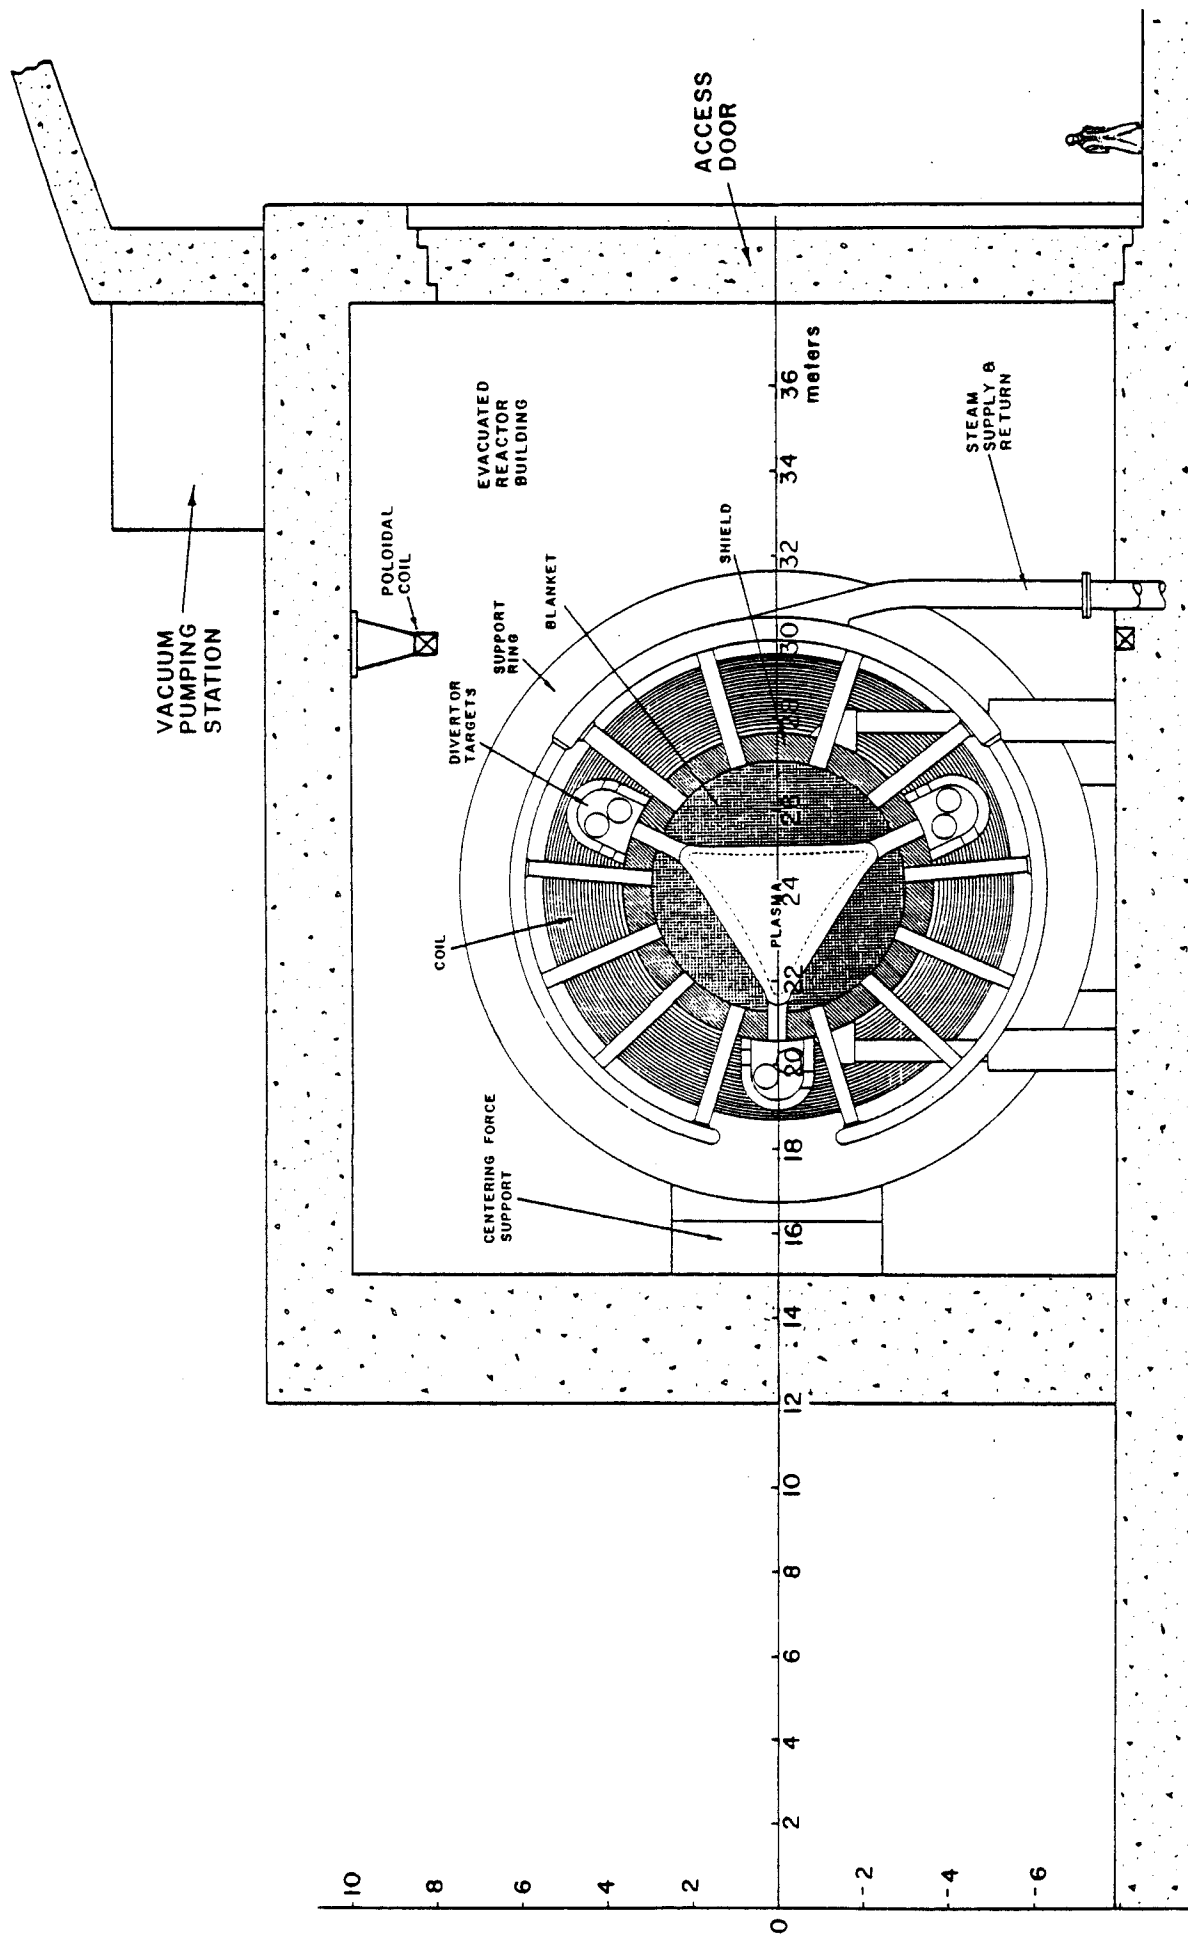 VACUUM
PUMPING
STATION
POLOIDAL
COIL
EVACUATED
REACTOR
BUILDING
ACCESS
DOOR
SUPPORT
RING
DIVERTOR
TARGETS
BLANKET
SHIELD
COIL
CENTERING FORCE
SUPPORT
PLASMA
STEAM
SUPPLY &
RETURN
10
8
6
4
2
0
-2
-4
-6
2
4
6
8
10
12
14
16
18
20
22
24
26
28
30
32
34
36
meters